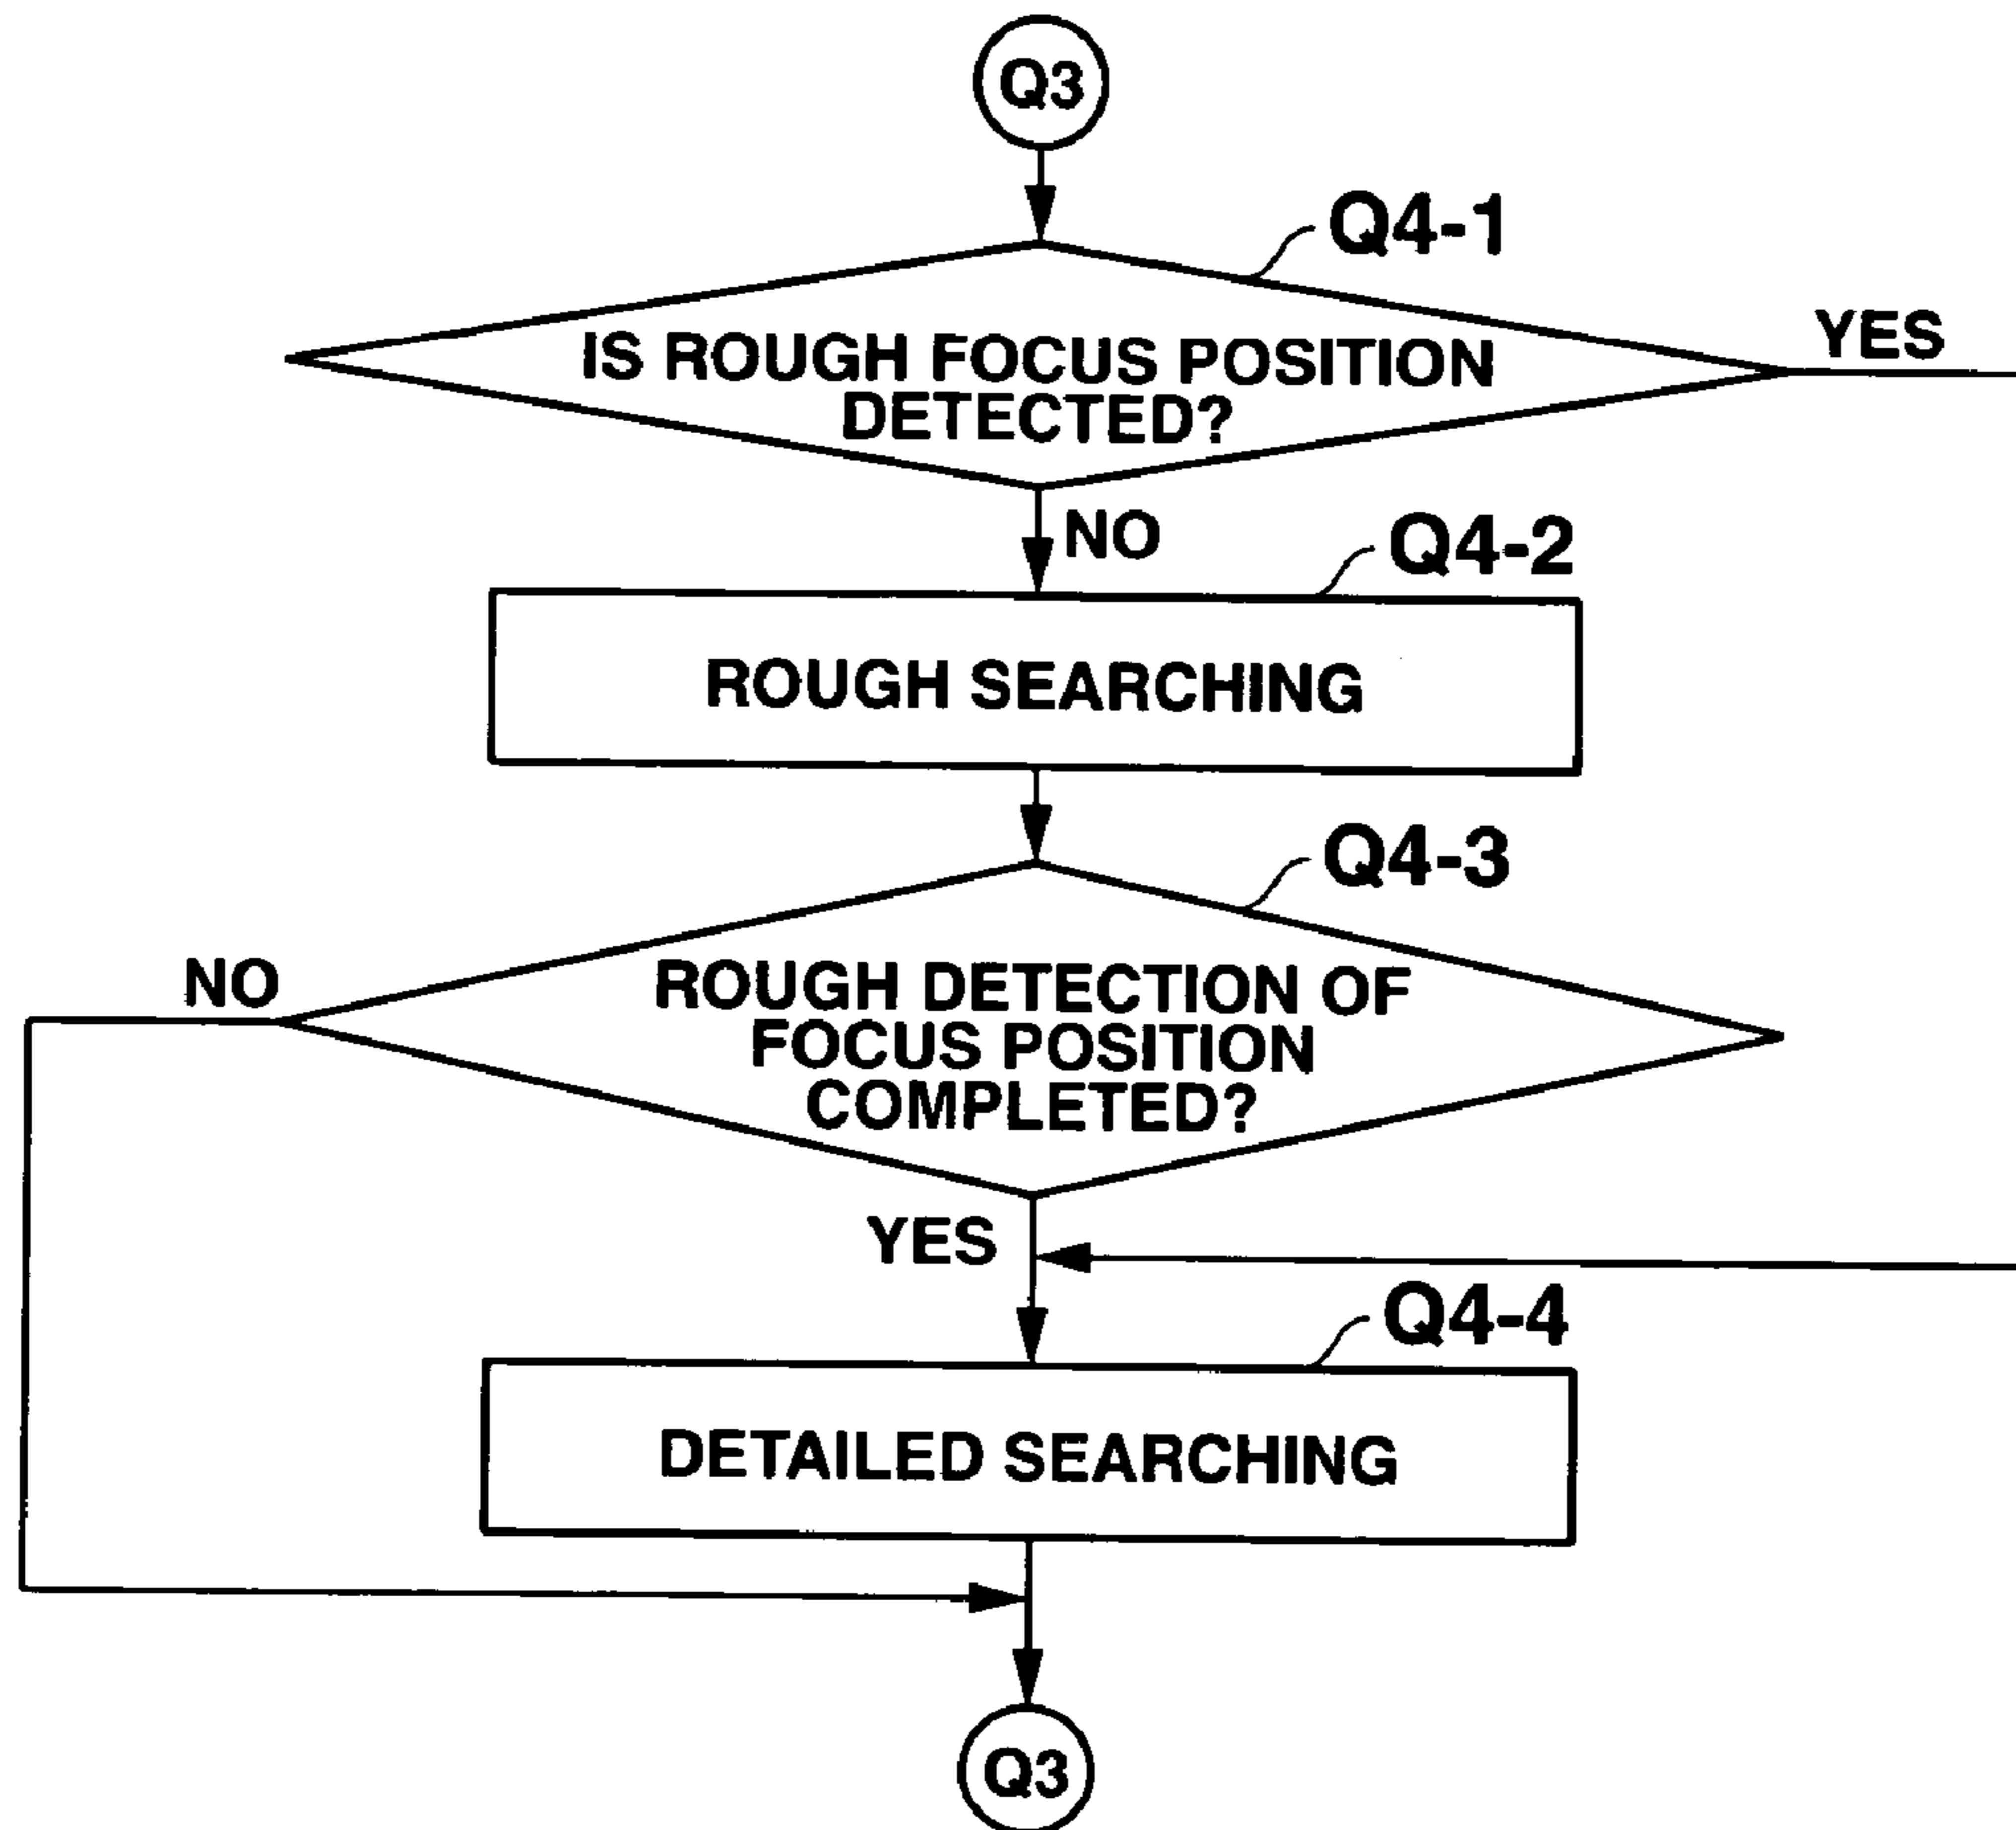 Q3
Q4-1
IS ROUGH FOCUS POSITION
DETECTED?
YES
NO
Q4-2
ROUGH SEARCHING
Q4-3
NO
ROUGH DETECTION OF
FOCUS POSITION
COMPLETED?
YES
Q4-4
DETAILED SEARCHING
Q3